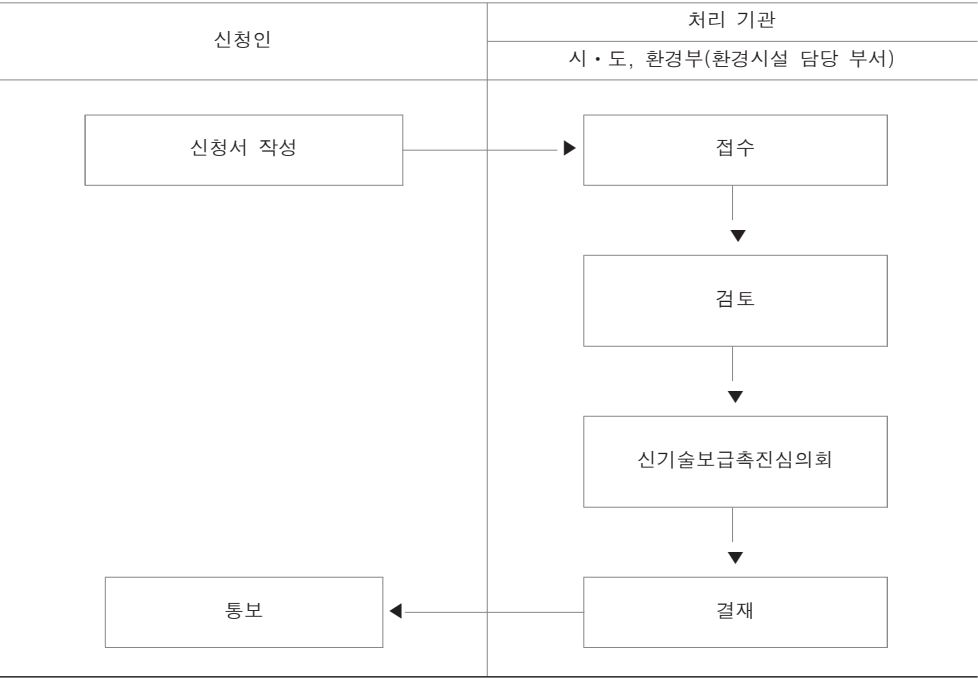 신청인
처리 기관
시·도, 환경부(환경시설 담당 부서)
신청서 작성
접수
검토
신기술보급촉진심의회
통보
결재